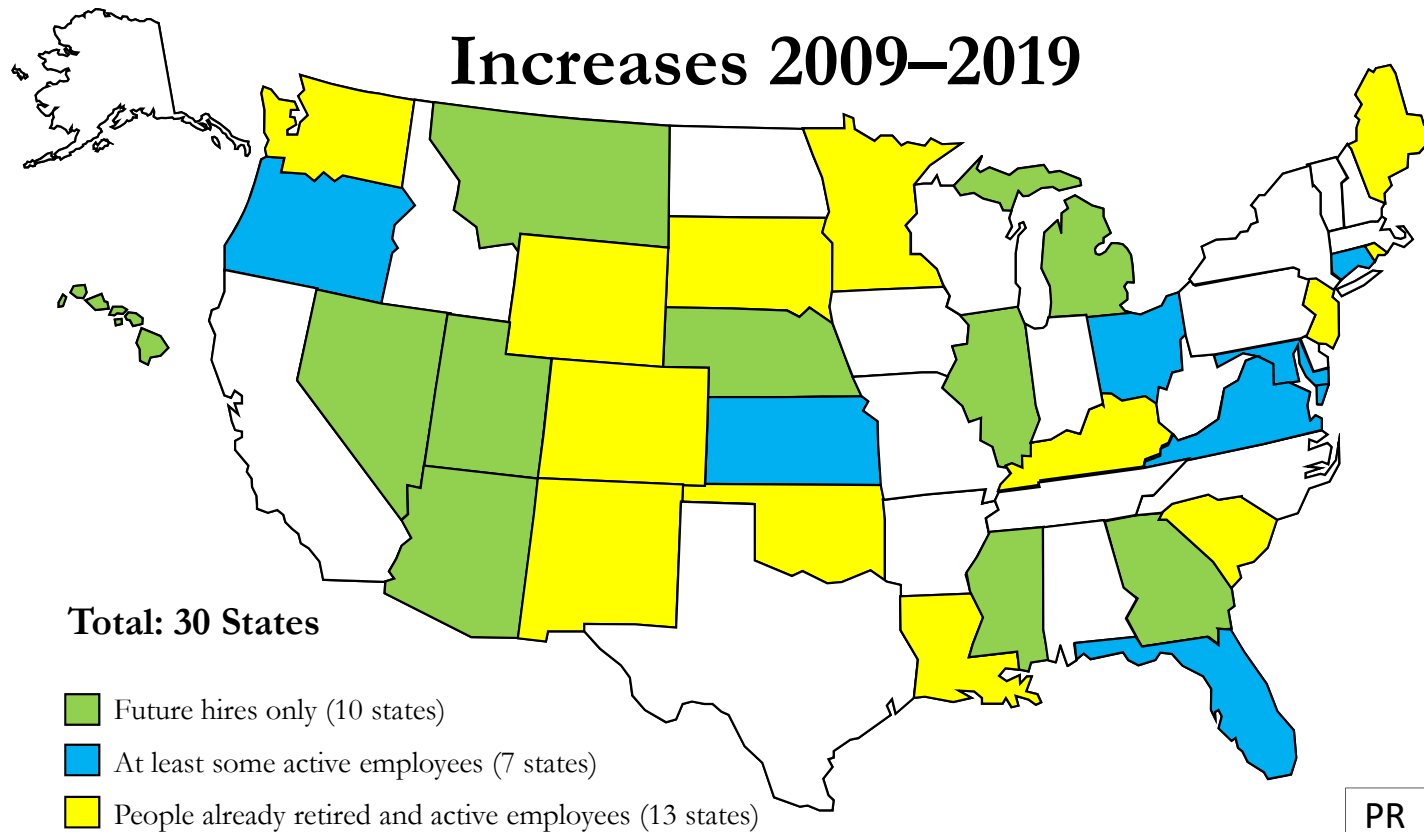 Increases 2009–2019
Total: 30 States
Future hires only (10 states)
At least some active employees (7 states)
People already retired and active employees (13 states)
PR